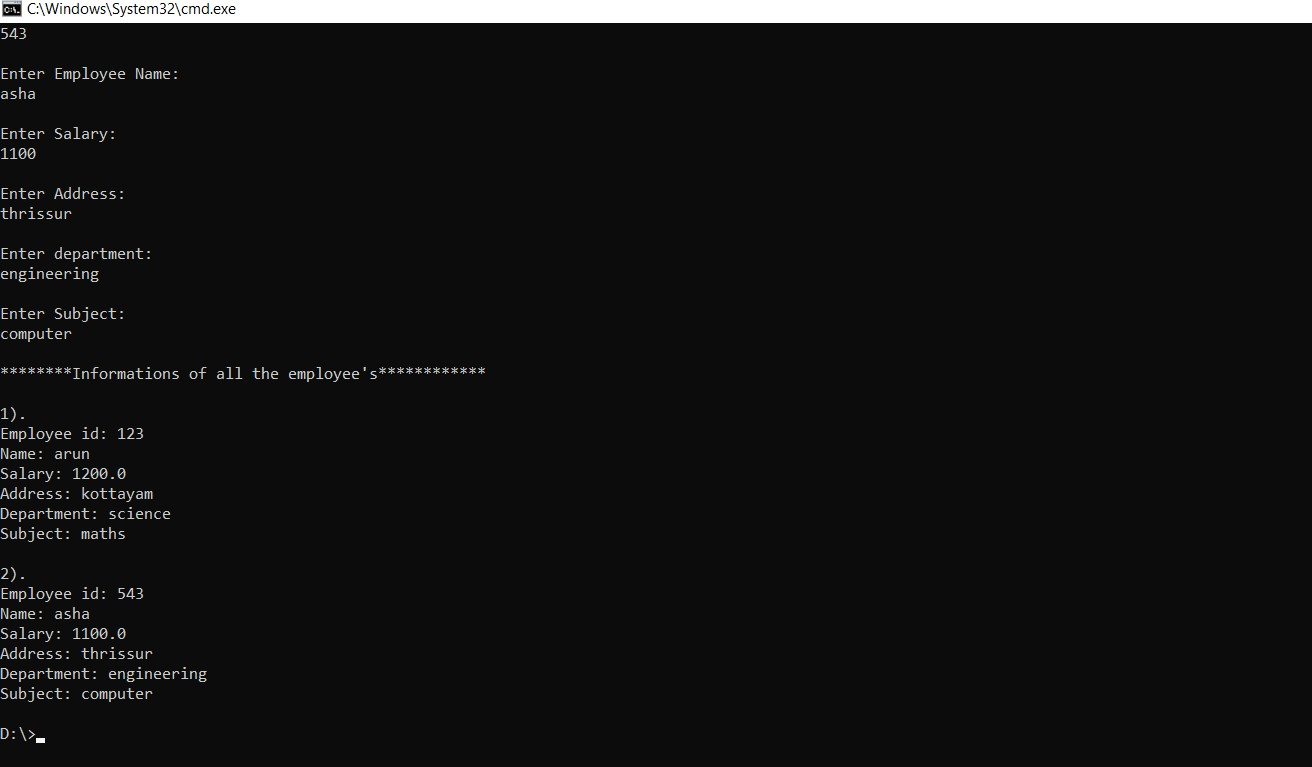 C:\Windows\System32\cmd.exe
543
Enter Employee Name:
asha
Enter Salary:
1100
Enter Address:
thrissur
Enter department:
engineering
Enter Subject:
computer
********Informations of all the employee's************
1).
Employee id: 123
Name: arun
Salary: 1200.0
Address: kottayam
Department: science
Subject: maths
2).
Employee id: 543
Name: asha
Salary: 1100.0
Address: thrissur
Department: engineering
Subject: computer
D:\>